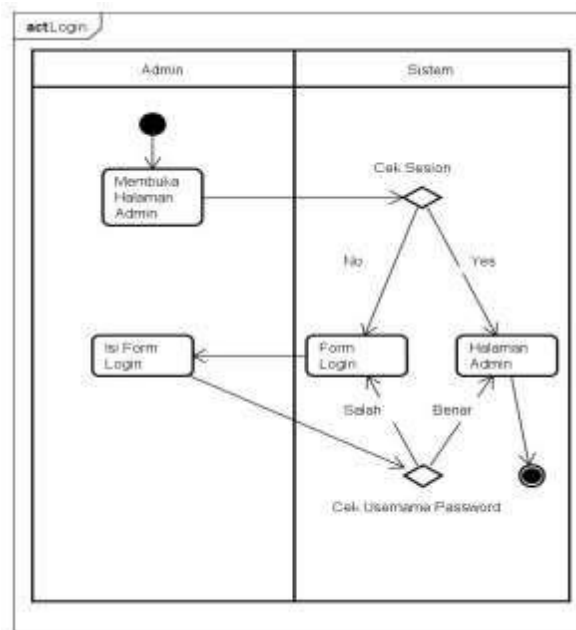 act Login
Admin
Sistem
Membuka
Halaman
Admin
Cek Sesion
No
Yes
Isi Form
Login
Form
Login
Halaman
Admin
Salah
Benar
Cek Username Password